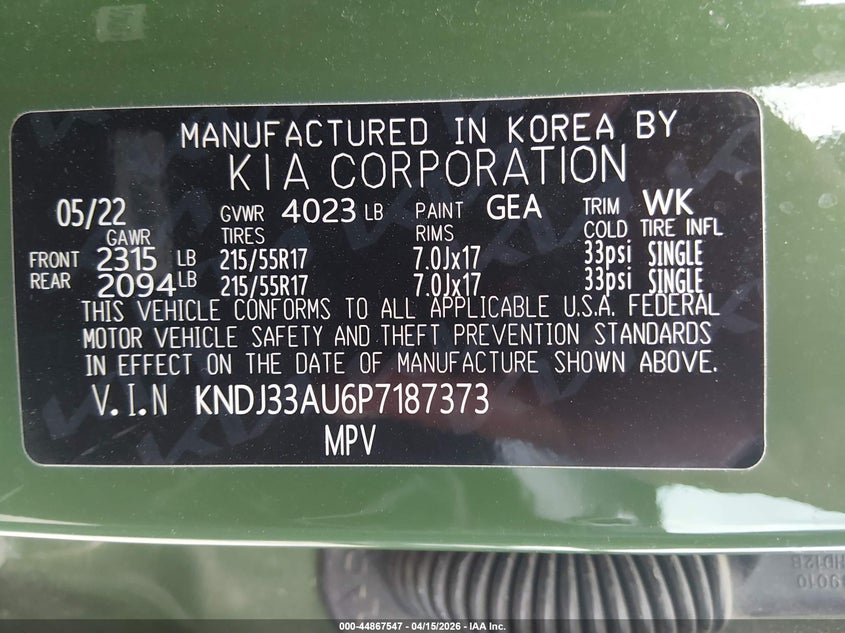 MANUFACTURED IN KOREA BY
KIA CORPORATION
05/22 GVWR 4023 LB PAINT GEA TRIM WK
GAWR TIRES RIMS COLD TIRE INFL
FRONT 2315 LB 215/55R17 7.0Jx17 33psi SINGLE
REAR 2094 LB 215/55R17 7.0Jx17 33psi SINGLE
THIS VEHICLE CONFORMS TO ALL APPLICABLE U.S.A. FEDERAL
MOTOR VEHICLE SAFETY AND THEFT PREVENTION STANDARDS
IN EFFECT ON THE DATE OF MANUFACTURE SHOWN ABOVE.
V.I.N KNDJ33AU6P7187373
MPV
000-44867547 - 04/15/2026 - IAA Inc.